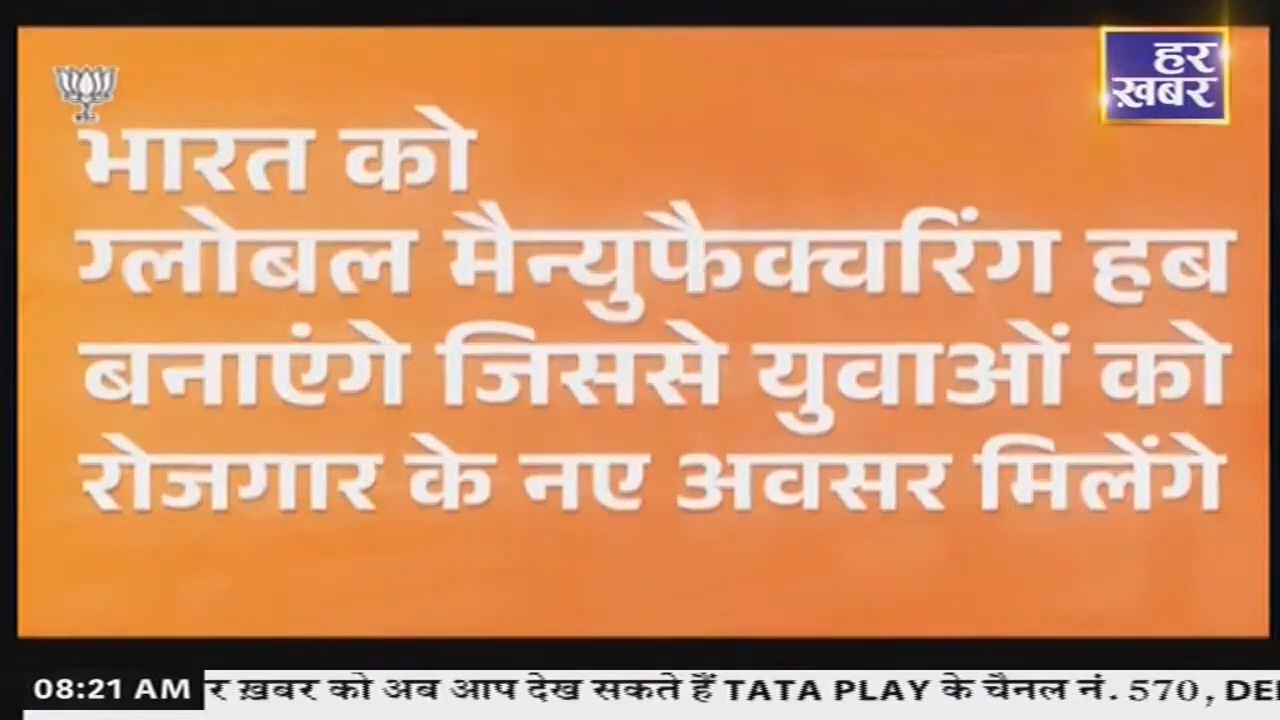 हर
ख़बर
भारत को
ग्लोबल मैन्युफैक्चरिंग हब
बनाएंगे जिससे युवाओं को
रोजगार के नए अवसर मिलेंगे
08:21 AM
र ख़बर को अब आप देख सकते हैं TATA PLAY के चैनल नं. 570, DE